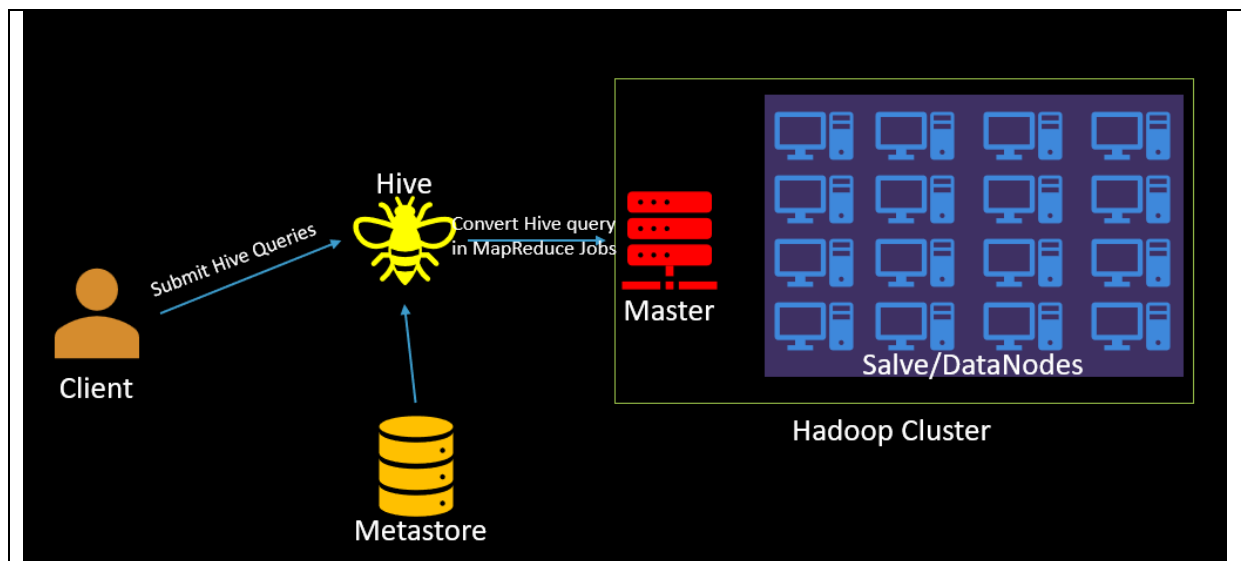 Hive
Submit Hive Queries
Convert Hive query
in MapReduce Jobs
Client
Metastore
Master
Salve/DataNodes
Hadoop Cluster